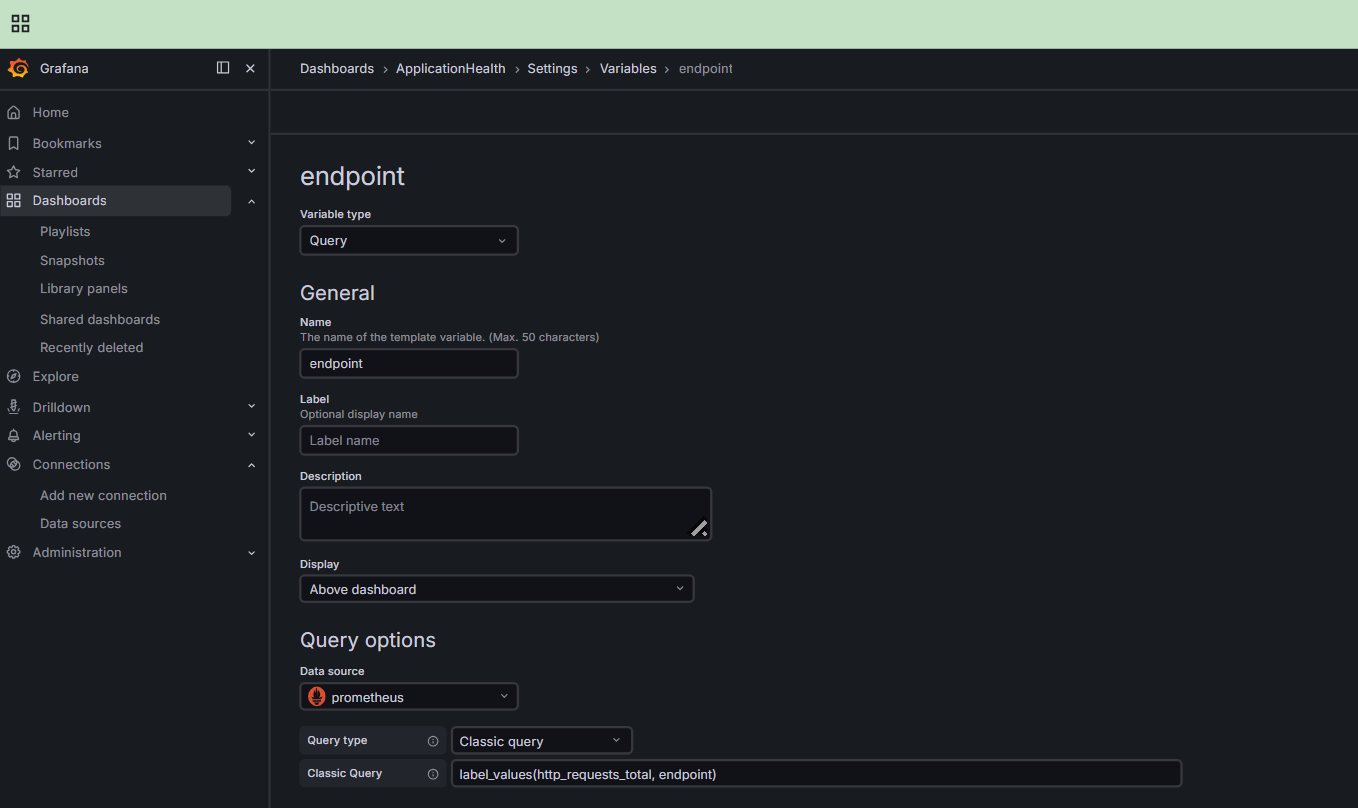 Grafana
Dashboards › ApplicationHealth › Settings › Variables › endpoint
Home
Bookmarks
Starred
Dashboards
Playlists
Snapshots
Library panels
Shared dashboards
Recently deleted
Explore
Drilldown
Alerting
Connections
Add new connection
Data sources
Administration
endpoint
Variable type
Query
General
Name
The name of the template variable. (Max. 50 characters)
endpoint
Label
Optional display name
Label name
Description
Descriptive text
Display
Above dashboard
Query options
Data source
prometheus
Query type
Classic query
Classic Query
label_values(http_requests_total, endpoint)